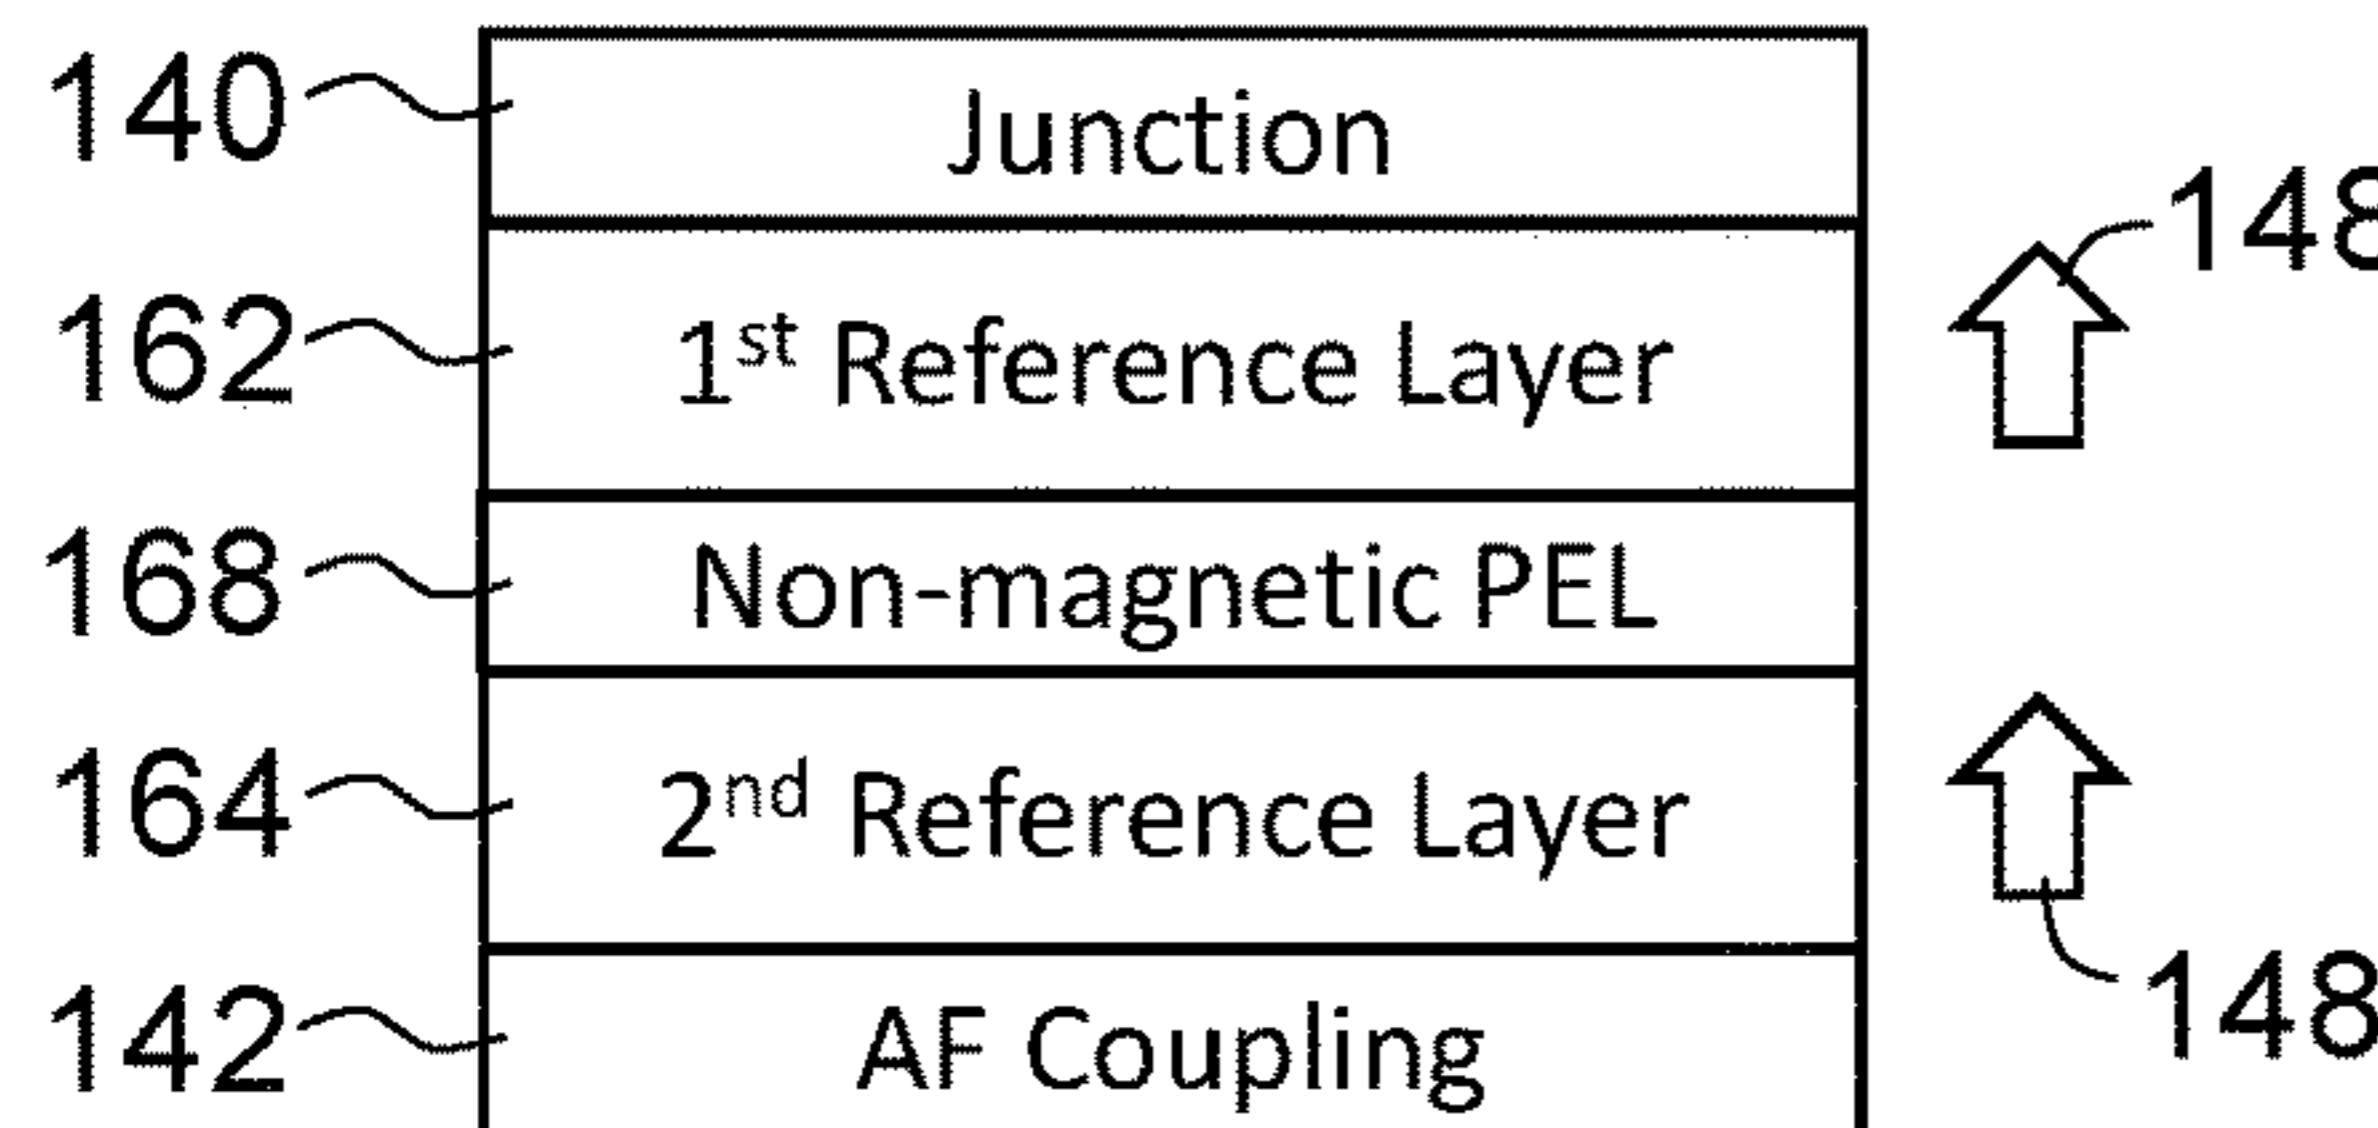 140 Junction
148
162 1st Reference Layer
168 Non-magnetic PEL
164 2nd Reference Layer
148
142 AF Coupling